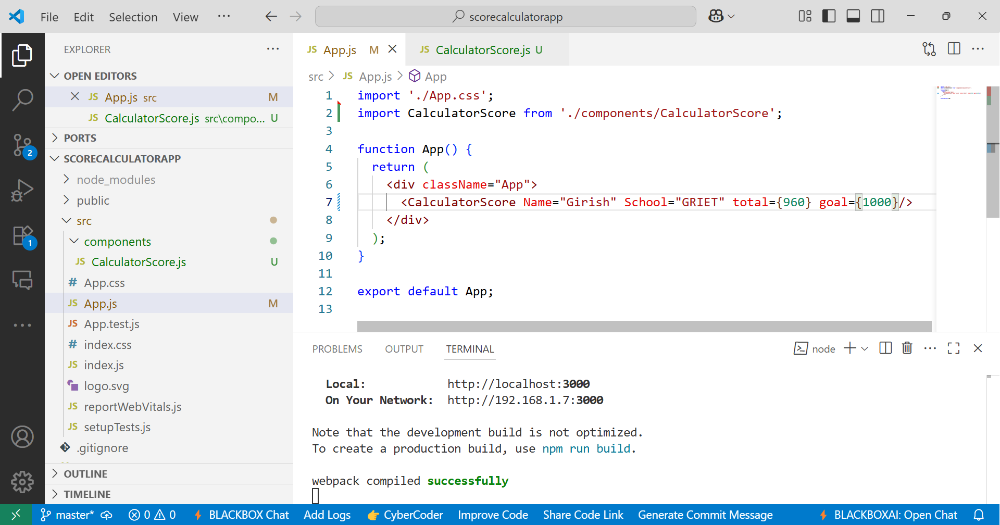 File Edit Selection View ··· scorecalculatorapp
EXPLORER ···
OPEN EDITORS
JS App.js src M
JS CalculatorScore.js src\compo... U
PORTS
SCORECALCULATORAPP
node_modules
public
src
components
JS CalculatorScore.js U
# App.css
JS App.js M
JS App.test.js
# index.css
JS index.js
logo.svg
JS reportWebVitals.js
JS setupTests.js
.gitignore
OUTLINE
TIMELINE
2
1
JS App.js M
JS CalculatorScore.js U
src > JS App.js > App
1 import './App.css';
2 import CalculatorScore from './components/CalculatorScore';
3
4 function App() {
5 return (
6 <div className="App">
7 <CalculatorScore Name="Girish" School="GRIET" total={960} goal={1000}/>
8 </div>
9 );
10 }
11
12 export default App;
13
PROBLEMS OUTPUT TERMINAL node
Local: http://localhost:3000
On Your Network: http://192.168.1.7:3000
Note that the development build is not optimized.
To create a production build, use npm run build.
webpack compiled successfully
master* 0 0 BLACKBOX Chat Add Logs CyberCoder Improve Code Share Code Link Generate Commit Message BLACKBOXAI: Open Chat